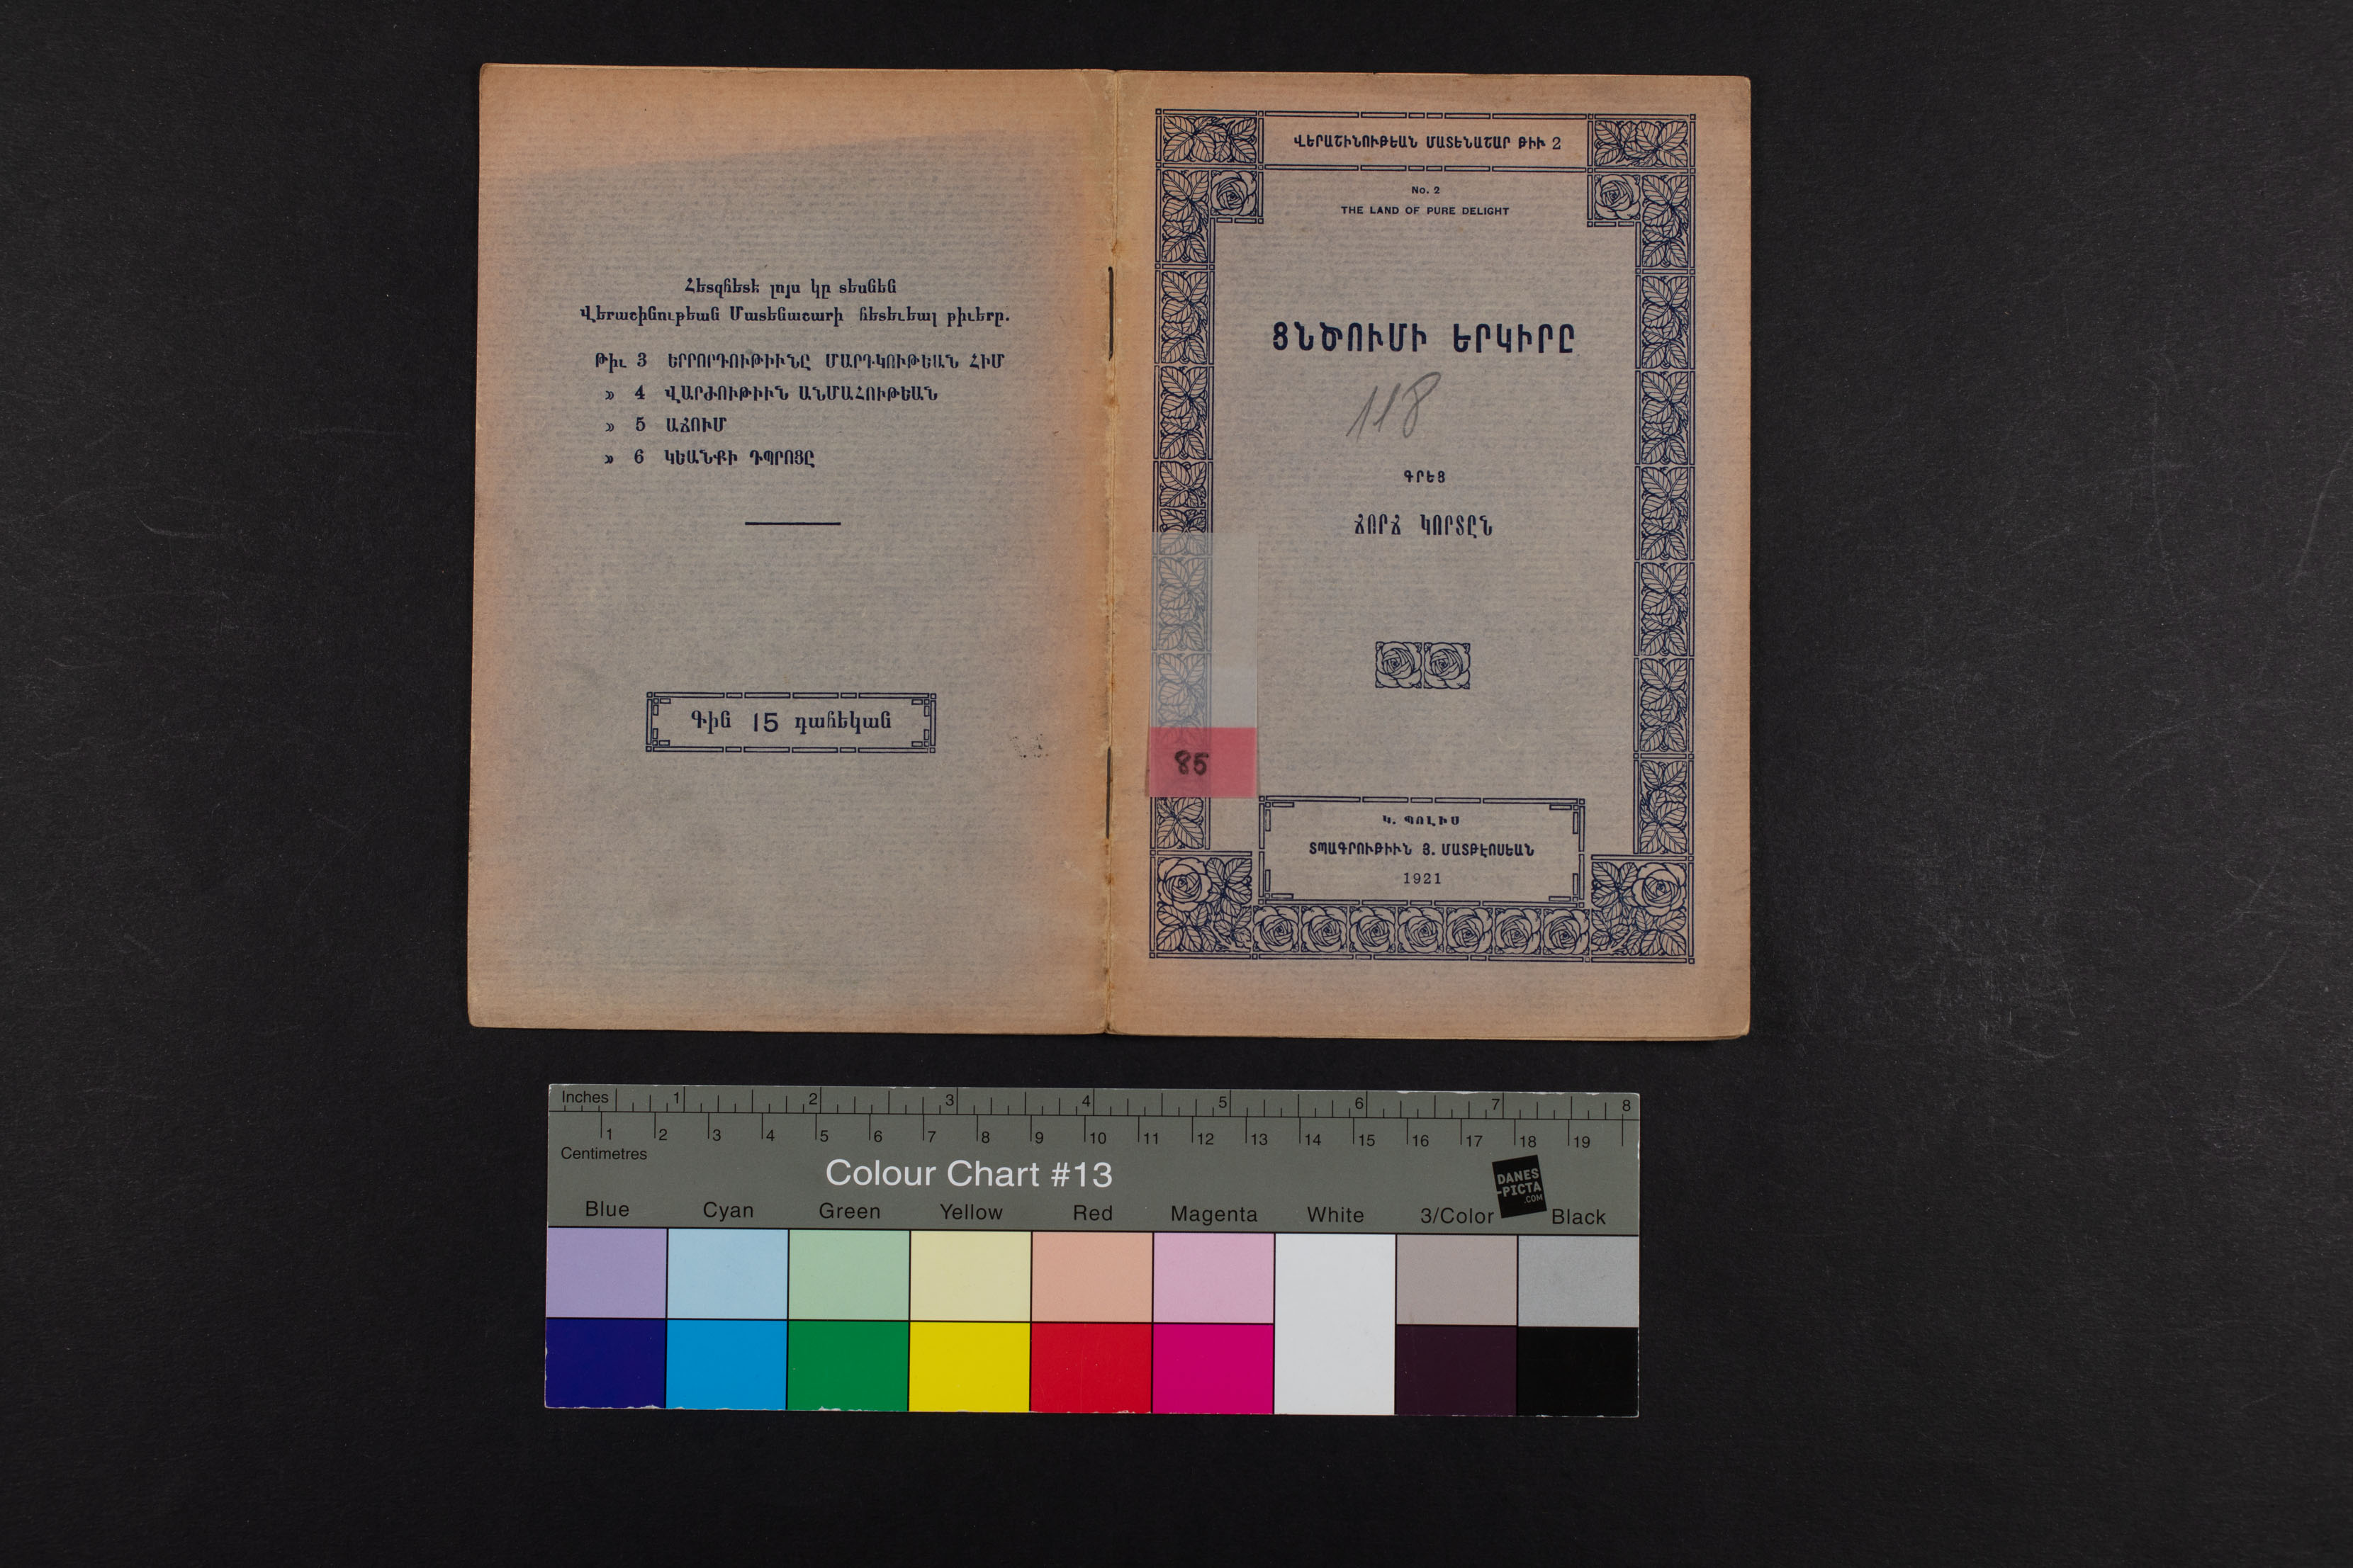 Հետզհետէ լոյս կը տեսնեն
Վերաշինութեան Մատենաշարի հետեւեալ թիւերը.
Թիւ 3 ԵՐՐՈՐԴՈՒԹԻՒՆԸ ՄԱՐԴԿՈՒԹԵԱՆ ՀԻՄ
» 4 ՎԱՐԺՈՒԹԻՒՆ ԱՆՄԱՀՈՒԹԵԱՆ
» 5 ԱՃՈՒՄ
» 6 ԿԵԱՆՔԻ ԴՊՐՈՑԸ
Գին 15 դահեկան
ՎԵՐԱՇԻՆՈՒԹԵԱՆ ՄԱՏԵՆԱՇԱՐ ԹԻՒ 2
No. 2
THE LAND OF PURE DELIGHT
ՑՆԾՈՒՄԻ ԵՐԿԻՐԸ
118
ԳՐԵՑ
ՃՈՐՃ ԿՈՐՏԸՆ
85
Կ. ՊՈԼԻՍ
ՏՊԱԳՐՈՒԹԻՒՆ Յ. ՄԱՏԹԷՈՍԵԱՆ
1921
Inches 1 2 3 4 5 6 7 8
1 2 3 4 5 6 7 8 9 10 11 12 13 14 15 16 17 18 19
Centimetres
Colour Chart #13
DANES
-PICTA
.COM
Blue Cyan Green Yellow Red Magenta White 3/Color Black